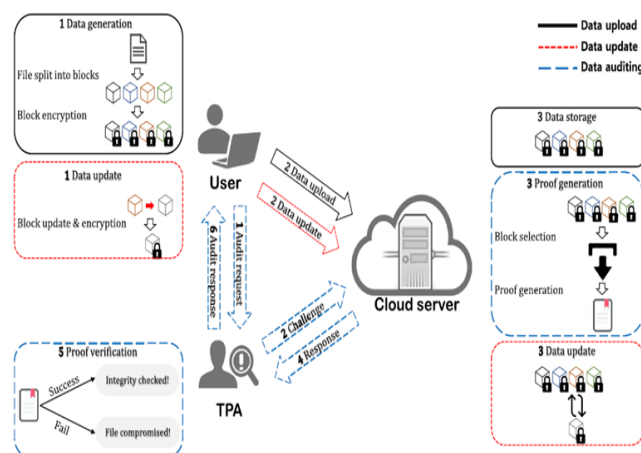 1 Data generation
File split into blocks
Block encryption
1 Data update
Block update & encryption
User
2 Data upload
2 Data update
6 Audit response
1 Audit request
Cloud server
2 Challenge
4 Response
TPA
5 Proof verification
Success
Integrity checked!
Fail
File compromised!
Data upload
Data update
Data auditing
3 Data storage
3 Proof generation
Block selection
Proof generation
3 Data update